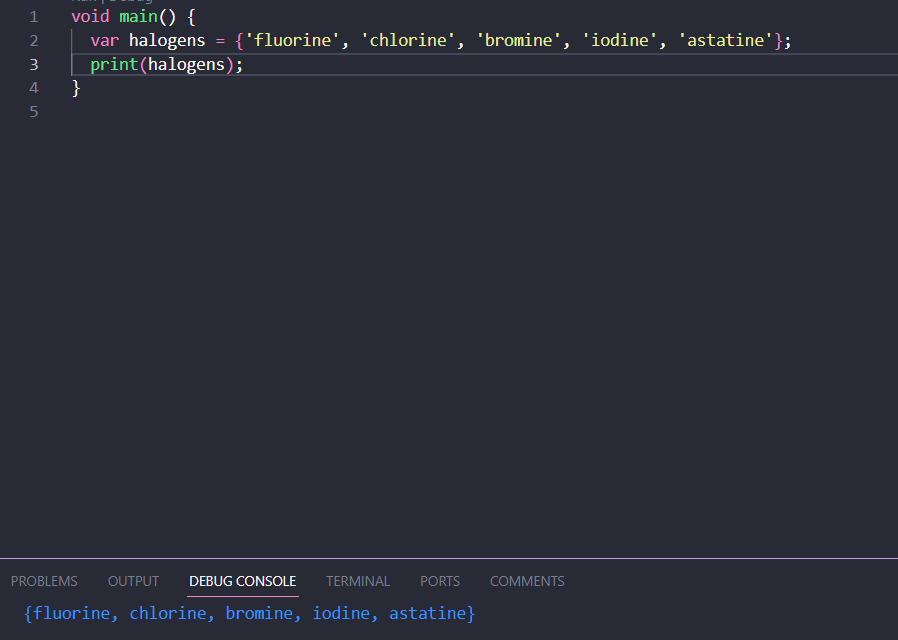 1 void main() {
2   var halogens = {'fluorine', 'chlorine', 'bromine', 'iodine', 'astatine'};
3   print(halogens);
4 }
5
PROBLEMS OUTPUT DEBUG CONSOLE TERMINAL PORTS COMMENTS
{fluorine, chlorine, bromine, iodine, astatine}